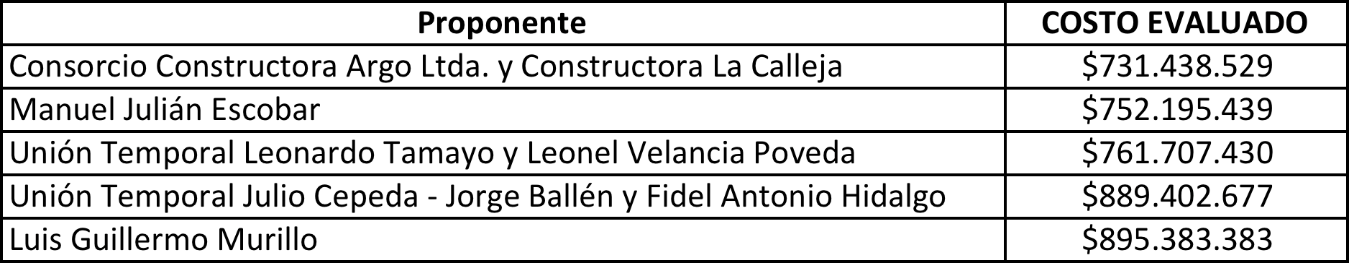 Proponente COSTO EVALUADO
Consorcio Constructora Argo Ltda. y Constructora La Calleja $731.438.529
Manuel Julián Escobar $752.195.439
Unión Temporal Leonardo Tamayo y Leonel Velancia Poveda $761.707.430
Unión Temporal Julio Cepeda - Jorge Ballén y Fidel Antonio Hidalgo $889.402.677
Luis Guillermo Murillo $895.383.383